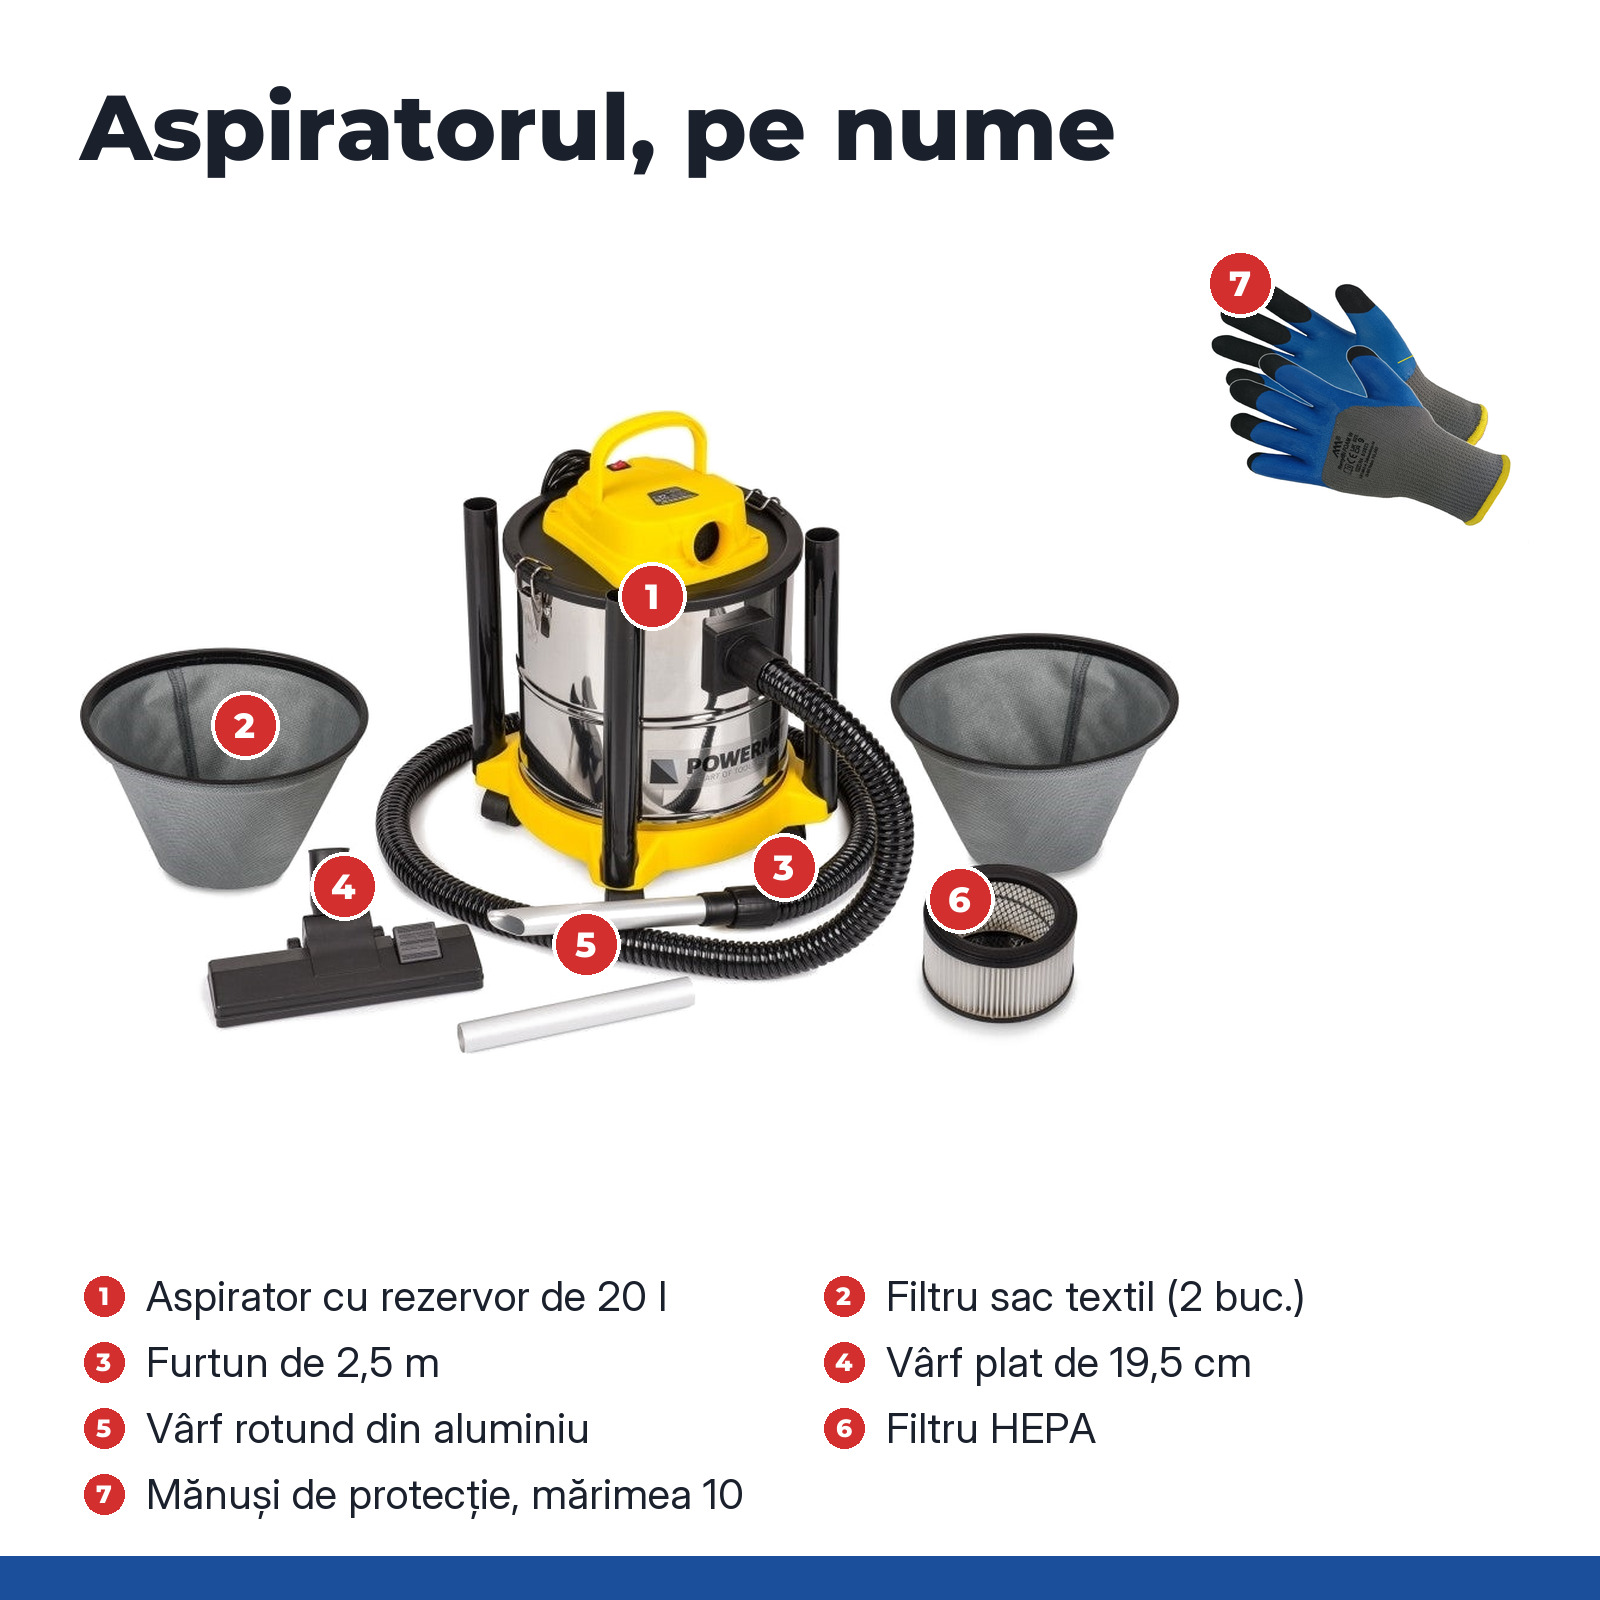 Aspiratorul, pe nume
7
1
POWERM
2
3
4
6
5
1 Aspirator cu rezervor de 20 l
2 Filtru sac textil (2 buc.)
3 Furtun de 2,5 m
4 Vârf plat de 19,5 cm
5 Vârf rotund din aluminiu
6 Filtru HEPA
7 Mănuși de protecție, mărimea 10